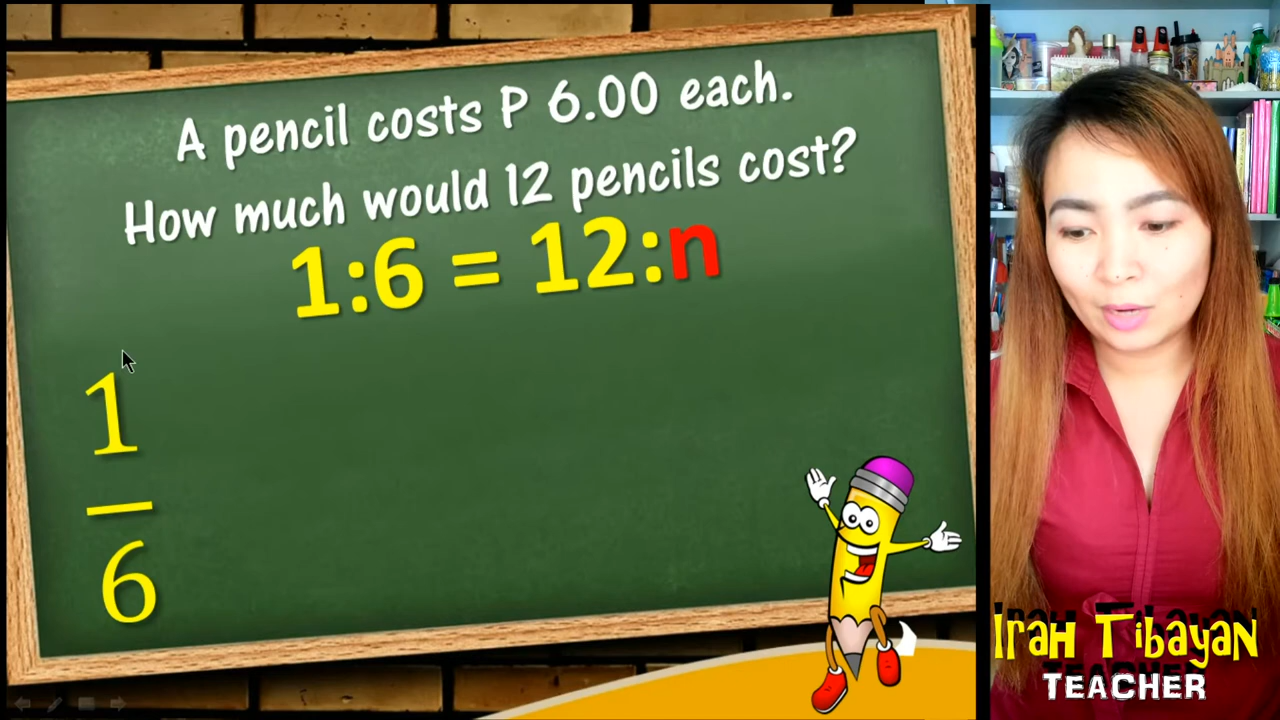 A pencil costs P 6.00 each.
How much would 12 pencils cost?
1:6 = 12:n
1
6
Irah Tibayan
TEACHER